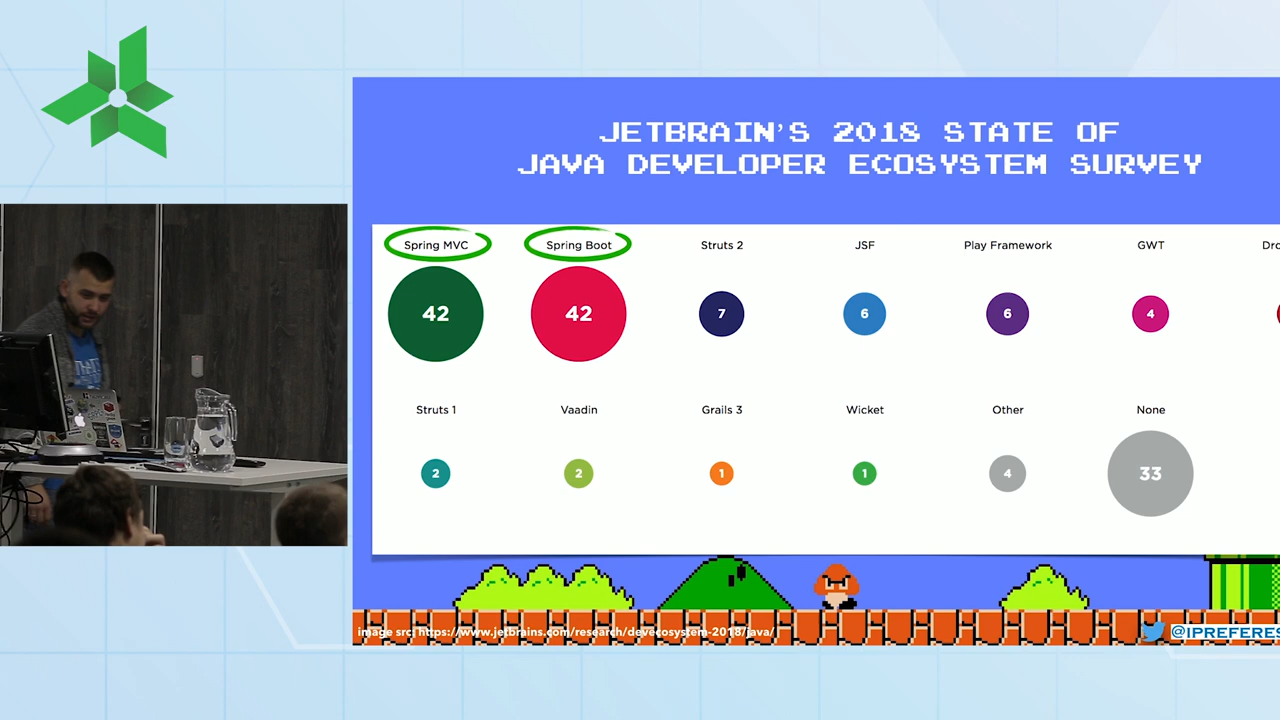 JETBRAIN'S 2018 STATE OF
JAVA DEVELOPER ECOSYSTEM SURVEY
Spring MVC
Spring Boot
Struts 2
JSF
Play Framework
GWT
42
42
7
6
6
4
Struts 1
Vaadin
Grails 3
Wicket
Other
None
2
2
1
1
4
33
image src: https://www.jetbrains.com/research/devecosystem-2018/java/